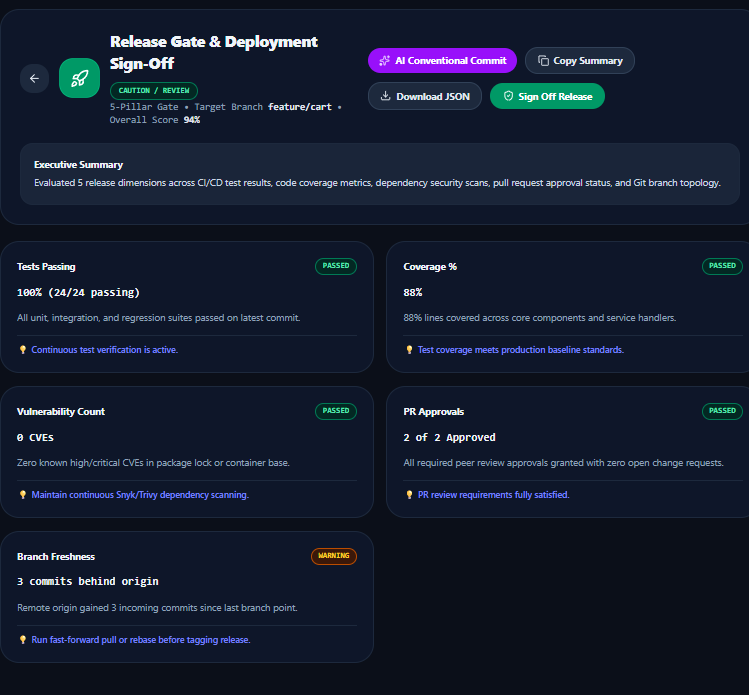 Release Gate & Deployment
Sign-Off
CAUTION / REVIEW
5-Pillar Gate • Target Branch feature/cart •
Overall Score 94%
AI Conventional Commit
Copy Summary
Download JSON
Sign Off Release
Executive Summary
Evaluated 5 release dimensions across CI/CD test results, code coverage metrics, dependency security scans, pull request approval status, and Git branch topology.
Tests Passing
PASSED
100% (24/24 passing)
All unit, integration, and regression suites passed on latest commit.
Continuous test verification is active.
Coverage %
PASSED
88%
88% lines covered across core components and service handlers.
Test coverage meets production baseline standards.
Vulnerability Count
PASSED
0 CVEs
Zero known high/critical CVEs in package lock or container base.
Maintain continuous Snyk/Trivy dependency scanning.
PR Approvals
PASSED
2 of 2 Approved
All required peer review approvals granted with zero open change requests.
PR review requirements fully satisfied.
Branch Freshness
WARNING
3 commits behind origin
Remote origin gained 3 incoming commits since last branch point.
Run fast-forward pull or rebase before tagging release.